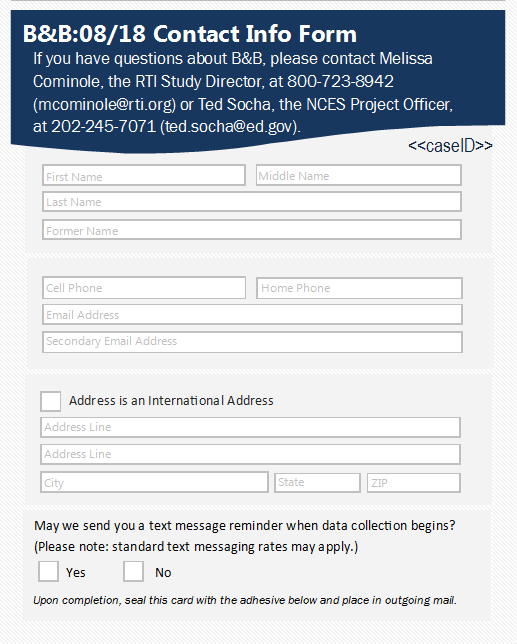 B&B:08/18 Contact Info Form
If you have questions about B&B, please contact Melissa
Cominole, the RTI Study Director, at 800-723-8942
(mcominole@rti.org) or Ted Socha, the NCES Project Officer,
at 202-245-7071 (ted.socha@ed.gov).
<<caseID>>
First Name
Middle Name
Last Name
Former Name
Cell Phone
Home Phone
Email Address
Secondary Email Address
Address is an International Address
Address Line
Address Line
City
State
ZIP
May we send you a text message reminder when data collection begins?
(Please note: standard text messaging rates may apply.)
Yes
No
Upon completion, seal this card with the adhesive below and place in outgoing mail.